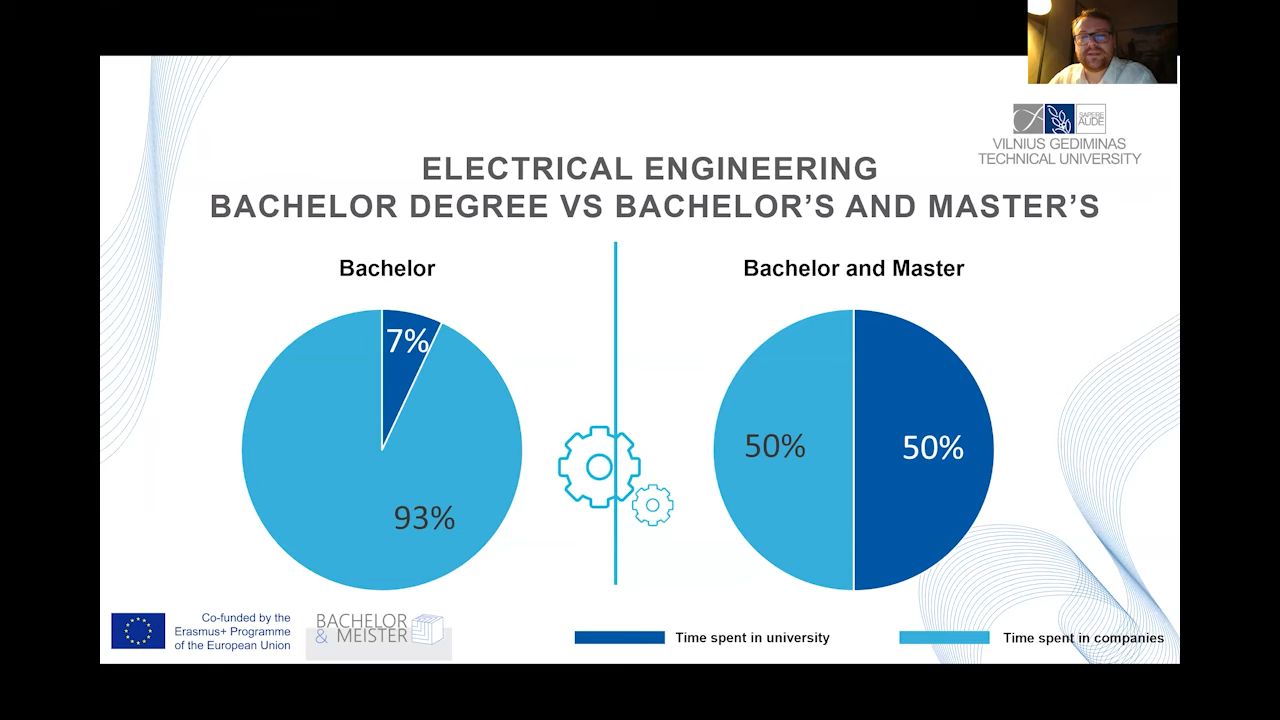 SAPERE
AUDE
VILNIUS GEDIMINAS
TECHNICAL UNIVERSITY
ELECTRICAL ENGINEERING
BACHELOR DEGREE VS BACHELOR’S AND MASTER’S
Bachelor
Bachelor and Master
7%
93%
50%
50%
Co-funded by the
Erasmus+ Programme
of the European Union
BACHELOR
& MEISTER
Time spent in university
Time spent in companies